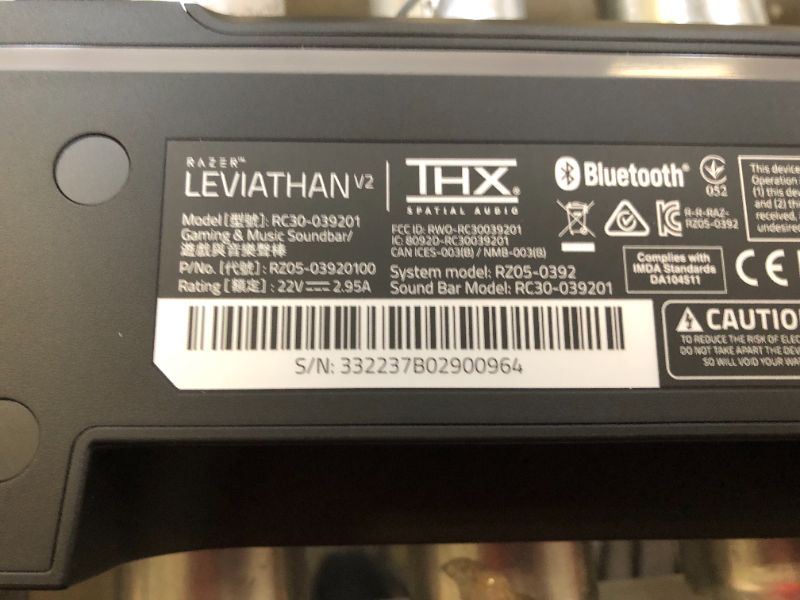 RAZER™
LEVIATHAN V2
Model [型號]: RC30-039201
Gaming & Music Soundbar/
遊戲與音樂聲棒
P/No. [代號]: RZ05-03920100
Rating [額定]: 22V⎓2.95A
THX®
SPATIAL AUDIO
FCC ID: RWO-RC30039201
IC: 8092D-RC30039201
CAN ICES-003(B) / NMB-003(B)
System model: RZ05-0392
Sound Bar Model: RC30-039201
Bluetooth®
052
R-R-RAZ-
RZ05-0392
Complies with
IMDA Standards
DA104511
CE
This device
Operation
(1) this dev
and (2) th
received,
undesired
S/N: 332237B02900964
CAUTIO
TO REDUCE THE RISK OF ELEC
DO NOT TAKE APART THE DEV
SO WILL VOID YOUR WA